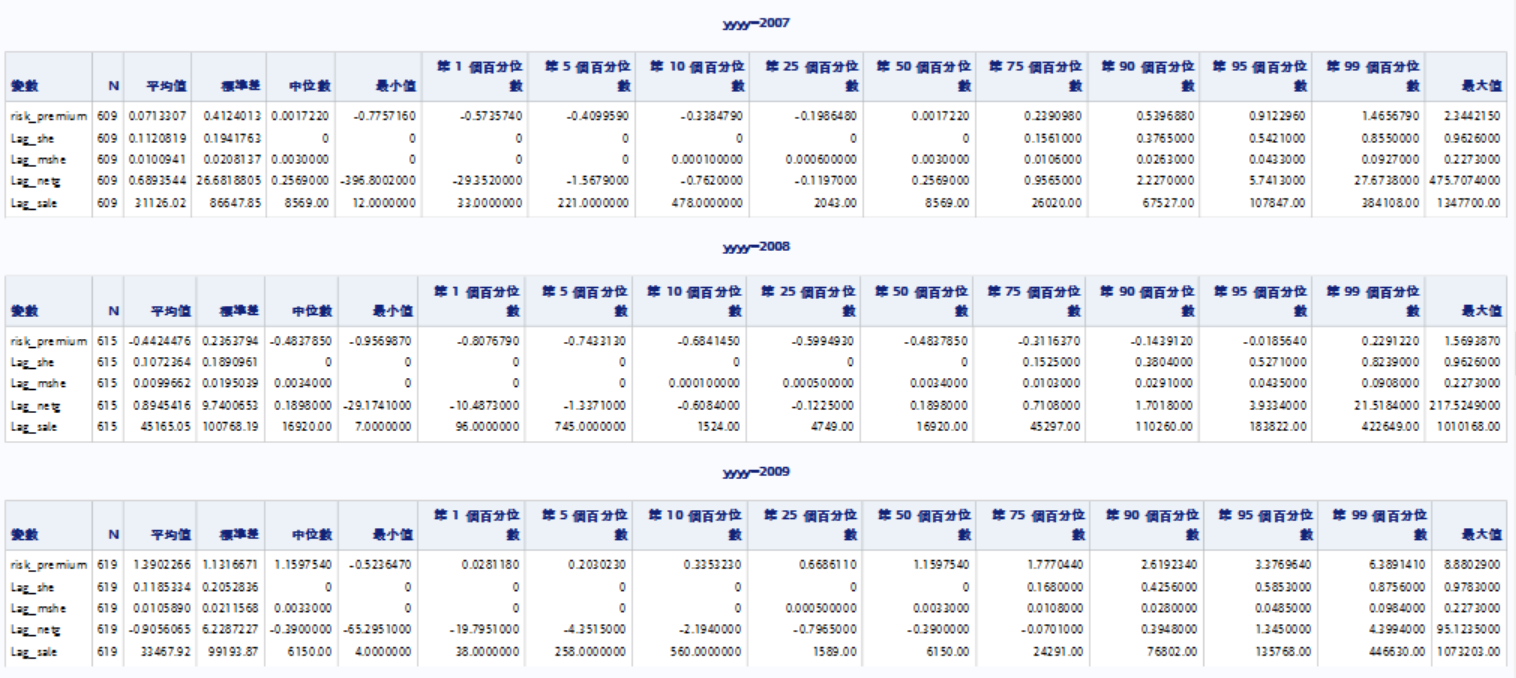 yyyy=2007
變數 N 平均值 標準差 中位數 最小值 第 1 個百分位數 第 5 個百分位數 第 10 個百分位數 第 25 個百分位數 第 50 個百分位數 第 75 個百分位數 第 90 個百分位數 第 95 個百分位數 第 99 個百分位數 最大值
risk_premium 609 0.0713307 0.4124013 0.0017220 -0.7757160 -0.5735740 -0.4099590 -0.3384790 -0.1986480 0.0017220 0.2390980 0.5396880 0.9122960 1.4656790 2.3442150
Lag_she 609 0.1120819 0.1941763 0 0 0 0 0 0 0 0.1561000 0.3765000 0.5421000 0.8550000 0.9626000
Lag_mshe 609 0.0100941 0.0208137 0.0030000 0 0 0 0.000100000 0.000600000 0.0030000 0.0106000 0.0263000 0.0433000 0.0927000 0.2273000
Lag_netg 609 0.6893544 26.6818805 0.2569000 -396.8002000 -29.3520000 -1.5679000 -0.7620000 -0.1197000 0.2569000 0.9565000 2.2270000 5.7413000 27.6738000 475.7074000
Lag_sale 609 31126.02 86647.85 8569.00 12.0000000 33.0000000 221.0000000 478.0000000 2043.00 8569.00 26020.00 67527.00 107847.00 384108.00 1347700.00
yyyy=2008
變數 N 平均值 標準差 中位數 最小值 第 1 個百分位數 第 5 個百分位數 第 10 個百分位數 第 25 個百分位數 第 50 個百分位數 第 75 個百分位數 第 90 個百分位數 第 95 個百分位數 第 99 個百分位數 最大值
risk_premium 615 -0.4424476 0.2363794 -0.4837850 -0.9569870 -0.8076790 -0.7433130 -0.6841450 -0.5994930 -0.4837850 -0.3116370 -0.1439120 -0.0185640 0.2291220 1.5693870
Lag_she 615 0.1072364 0.1890961 0 0 0 0 0 0 0 0.1525000 0.3804000 0.5271000 0.8239000 0.9626000
Lag_mshe 615 0.0099662 0.0195039 0.0034000 0 0 0 0.000100000 0.000500000 0.0034000 0.0103000 0.0291000 0.0435000 0.0908000 0.2273000
Lag_netg 615 0.8945416 9.7400653 0.1898000 -29.1741000 -10.4873000 -1.3371000 -0.6084000 -0.1225000 0.1898000 0.7108000 1.7018000 3.9334000 21.5184000 217.5249000
Lag_sale 615 45165.05 100768.19 16920.00 7.0000000 96.0000000 745.0000000 1524.00 4749.00 16920.00 45297.00 110260.00 183822.00 422649.00 1010168.00
yyyy=2009
變數 N 平均值 標準差 中位數 最小值 第 1 個百分位數 第 5 個百分位數 第 10 個百分位數 第 25 個百分位數 第 50 個百分位數 第 75 個百分位數 第 90 個百分位數 第 95 個百分位數 第 99 個百分位數 最大值
risk_premium 619 1.3902266 1.1316671 1.1597540 -0.5236470 0.0281180 0.2030230 0.3353230 0.6686110 1.1597540 1.7770440 2.6192340 3.3769640 6.3891410 8.8802900
Lag_she 619 0.1185334 0.2052836 0 0 0 0 0 0 0 0.1680000 0.4256000 0.5853000 0.8756000 0.9783000
Lag_mshe 619 0.0105890 0.0211568 0.0033000 0 0 0 0 0.000500000 0.0033000 0.0108000 0.0280000 0.0485000 0.0984000 0.2273000
Lag_netg 619 -0.9056065 6.2287227 -0.3900000 -65.2951000 -19.7951000 -4.3515000 -2.1940000 -0.7965000 -0.3900000 -0.0701000 0.3948000 1.3450000 4.3994000 95.1235000
Lag_sale 619 33467.92 99193.87 6150.00 4.0000000 38.0000000 258.0000000 560.0000000 1589.00 6150.00 24291.00 76802.00 135768.00 446630.00 1073203.00